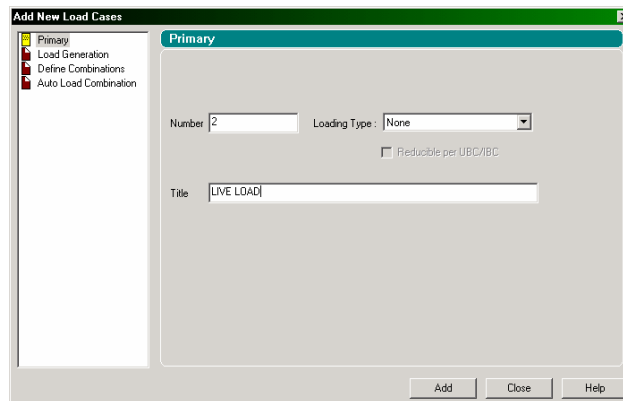 Add New Load Cases
Primary
Load Generation
Define Combinations
Auto Load Combination
Primary
Number 2 Loading Type : None
Reducible per UBC/IBC
Title LIVE LOAD
Add Close Help